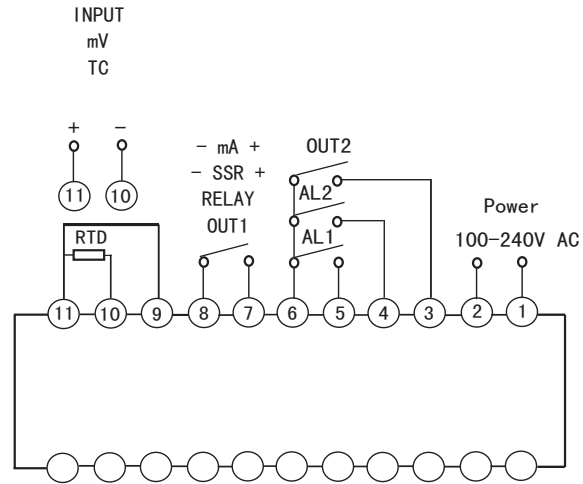 INPUT
mV
TC
+ -
11 10
- mA +
- SSR +
RELAY
OUT1
OUT2
AL2
AL1
Power
100-240V AC
RTD
11 10 9 8 7 6 5 4 3 2 1